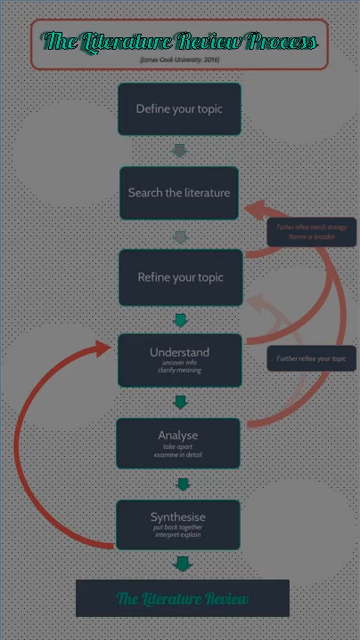 The Literature Review Process
(James Cook University, 2016)
Define your topic
Search the literature
Further refine search strategy
Narrow or broaden
Refine your topic
Understand
uncover info
clarify meaning
Further refine your topic
Analyse
take apart
examine in detail
Synthesise
put back together
interpret explain
The Literature Review